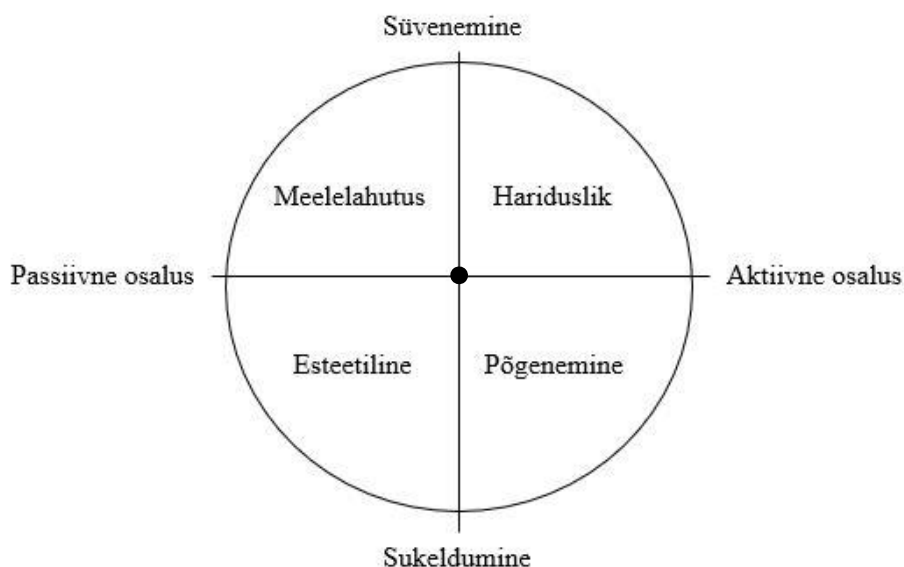 Süvenemine
Meelelahutus
Hariduslik
Passiivne osalus
Aktiivne osalus
Esteetiline
Põgenemine
Sukeldumine